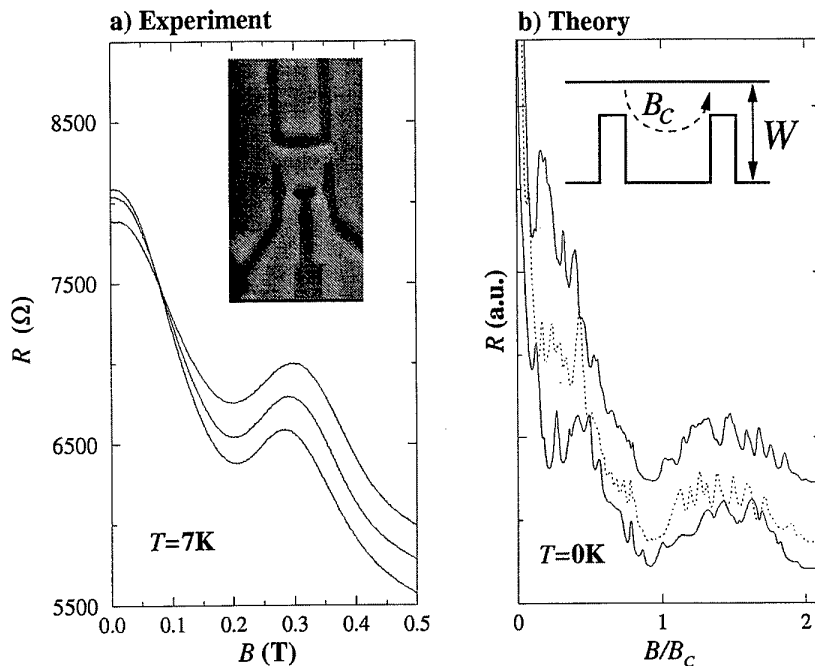 a) Experiment
8500
7500
6500
5500
R (Ω)
T=7K
0.0 0.1 0.2 0.3 0.4 0.5
B (T)
b) Theory
B_C
W
R (a.u.)
T=0K
0 1 2
B/B_C